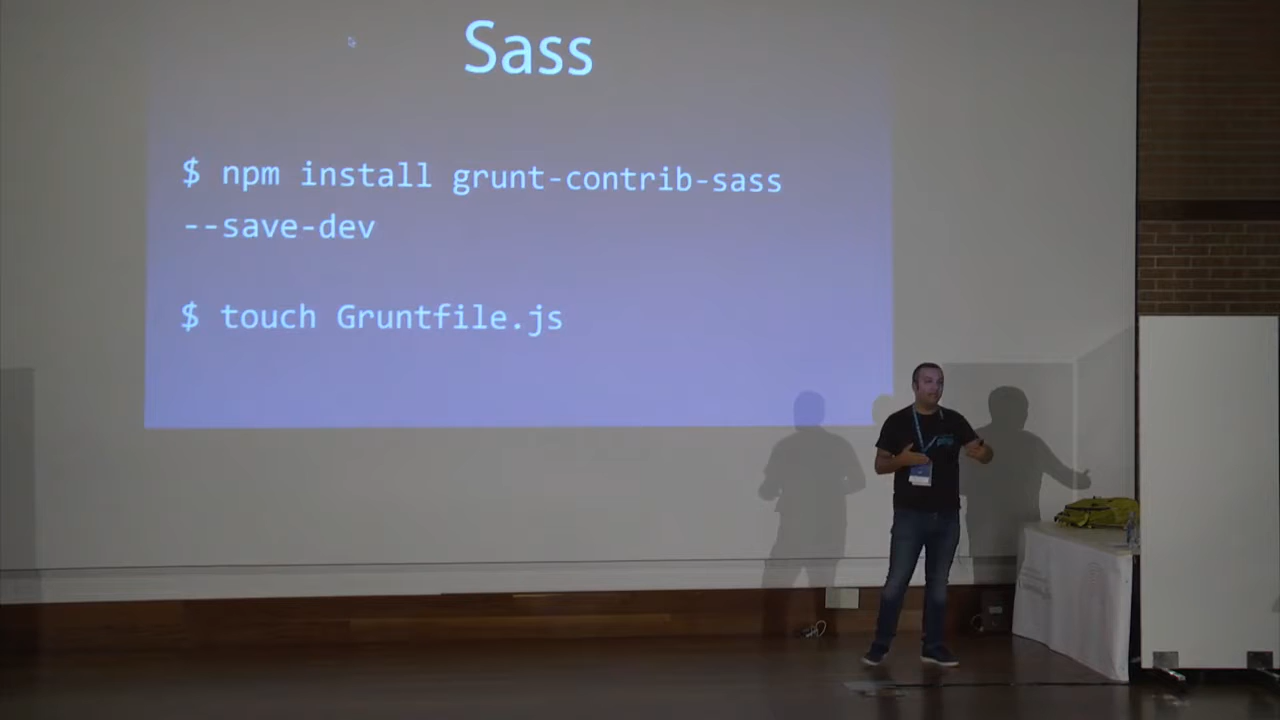 Sass
$ npm install grunt-contrib-sass
--save-dev
$ touch Gruntfile.js